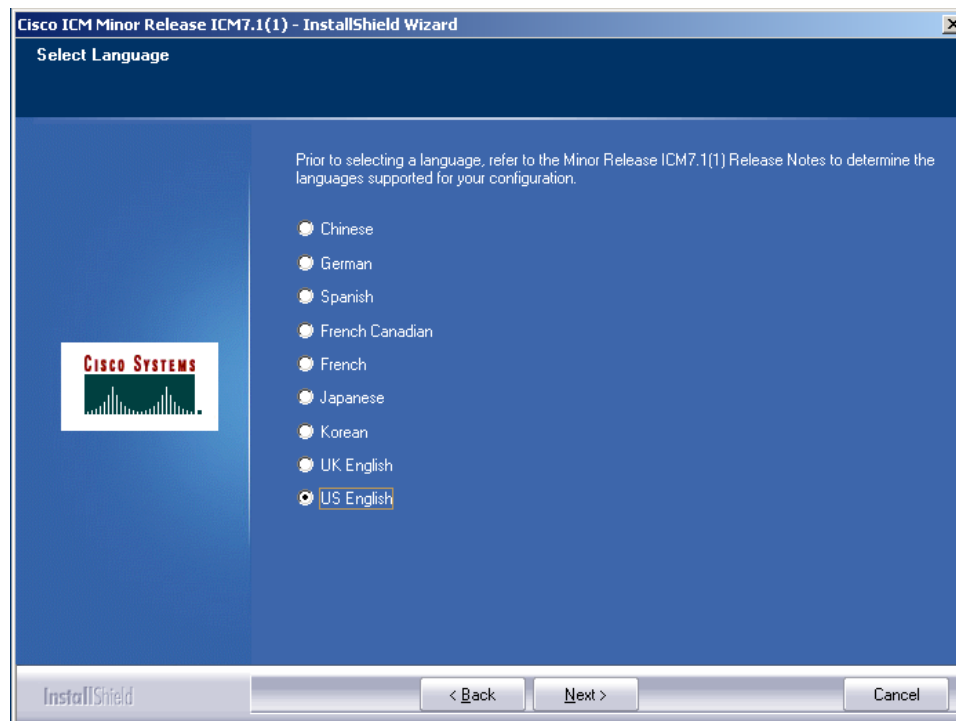 Cisco ICM Minor Release ICM7.1(1) - InstallShield Wizard
Select Language
Prior to selecting a language, refer to the Minor Release ICM7.1(1) Release Notes to determine the
languages supported for your configuration.
Chinese
German
Spanish
French Canadian
French
Japanese
Korean
UK English
US English
CISCO SYSTEMS
InstallShield
< Back
Next >
Cancel